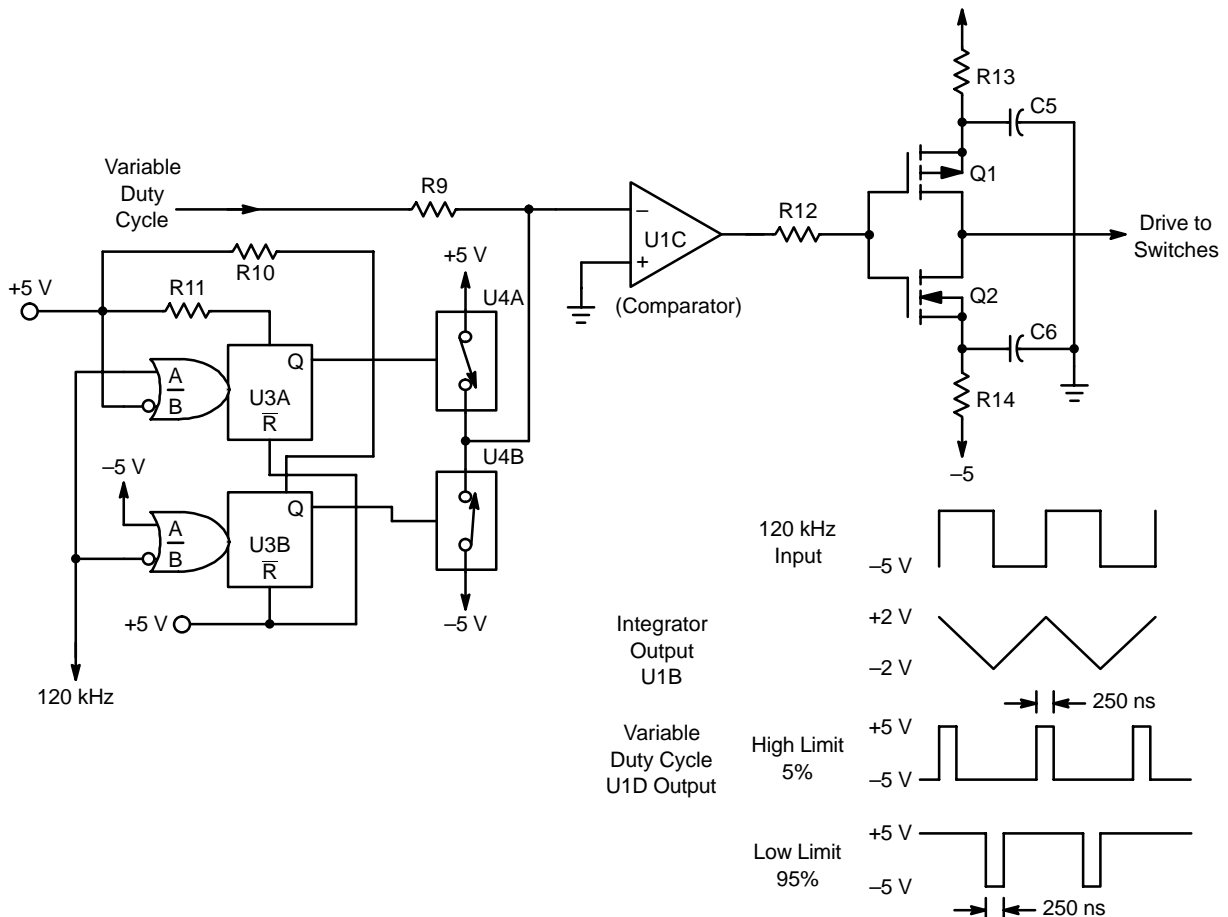 R13
C5
Variable
Duty
Cycle
R9
Q1
U1C
−
+
(Comparator)
R12
Drive to
Switches
R10
+5 V
U4A
+5 V
R11
Q2
C6
A
B
Q
U3A
R
R14
–5 V
U4B
–5
A
B
Q
U3B
R
+5 V
–5 V
120 kHz
120 kHz
Input
–5 V
Integrator
Output
U1B
+2 V
–2 V
250 ns
Variable
Duty Cycle
U1D Output
High Limit
5%
+5 V
–5 V
Low Limit
95%
+5 V
–5 V
250 ns